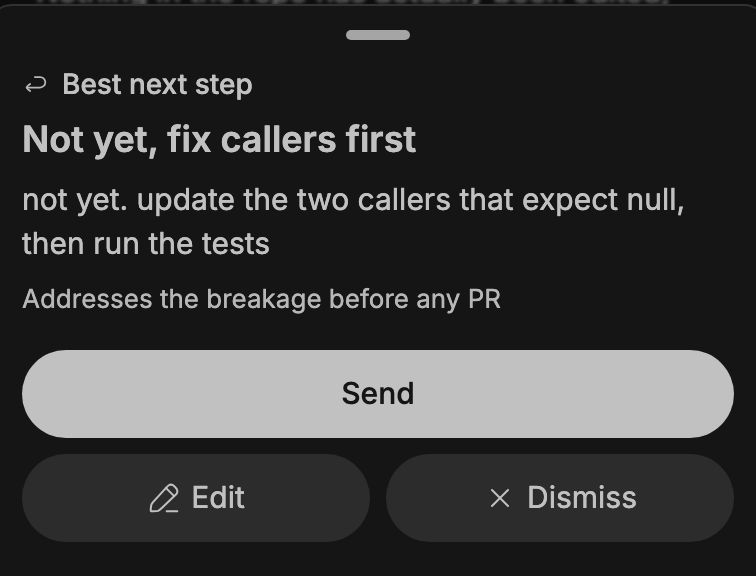 Best next step
Not yet, fix callers first
not yet. update the two callers that expect null,
then run the tests
Addresses the breakage before any PR
Send
Edit
Dismiss